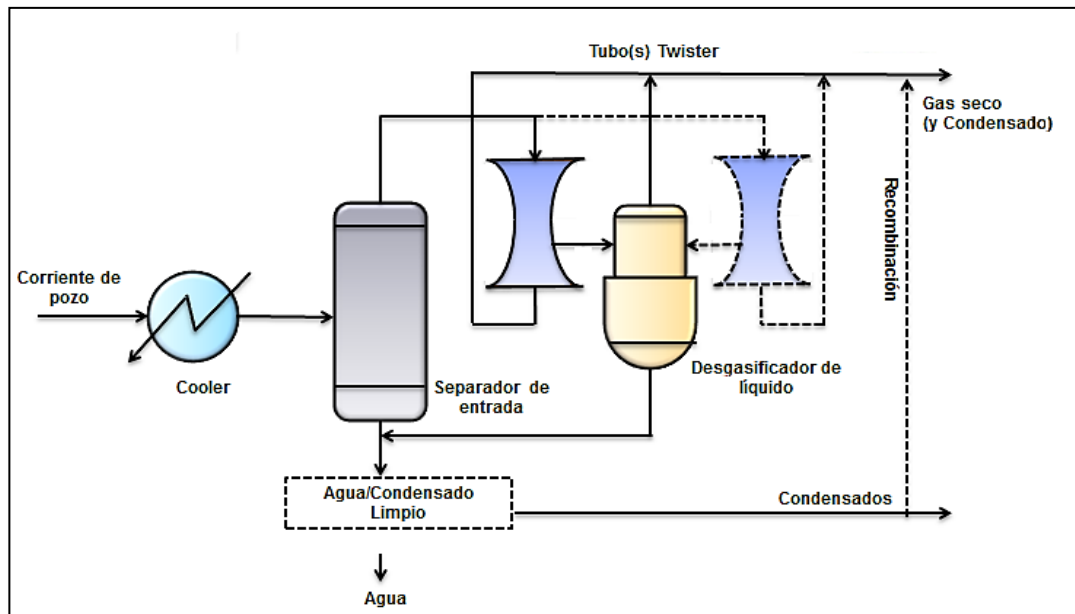 Tubo(s) Twister
Gas seco
(y Condensado)
Recombinación
Corriente de
pozo
Cooler
Separador de
entrada
Desgasificador de
líquido
Agua/Condensado
Limpio
Condensados
Agua